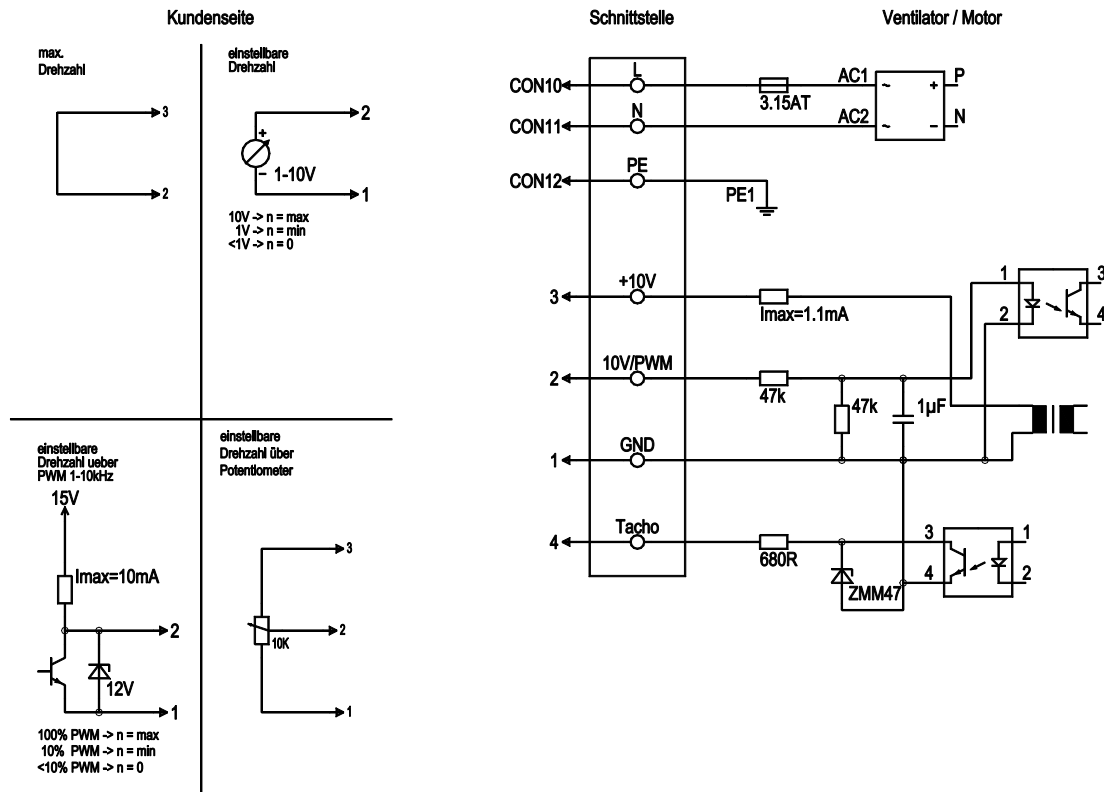 Kundenseite
Schnittstelle
Ventilator / Motor
max.
Drehzahl
3
2
einstellbare
Drehzahl
2
+
−
1-10V
1
10V -> n = max
1V -> n = min
<1V -> n = 0
einstellbare
Drehzahl ueber
PWM 1-10kHz
15V
Imax=10mA
2
12V
1
100% PWM -> n = max
10% PWM -> n = min
<10% PWM -> n = 0
einstellbare
Drehzahl über
Potentiometer
3
2
10K
1
L
CON10
3.15AT
AC1
~
+
P
N
CON11
AC2
~
−
N
PE
CON12
PE1
+10V
3
Imax=1.1mA
1
3
2
4
10V/PWM
2
47k
47k
1µF
GND
1
Tacho
4
680R
ZMM47
3
1
4
2